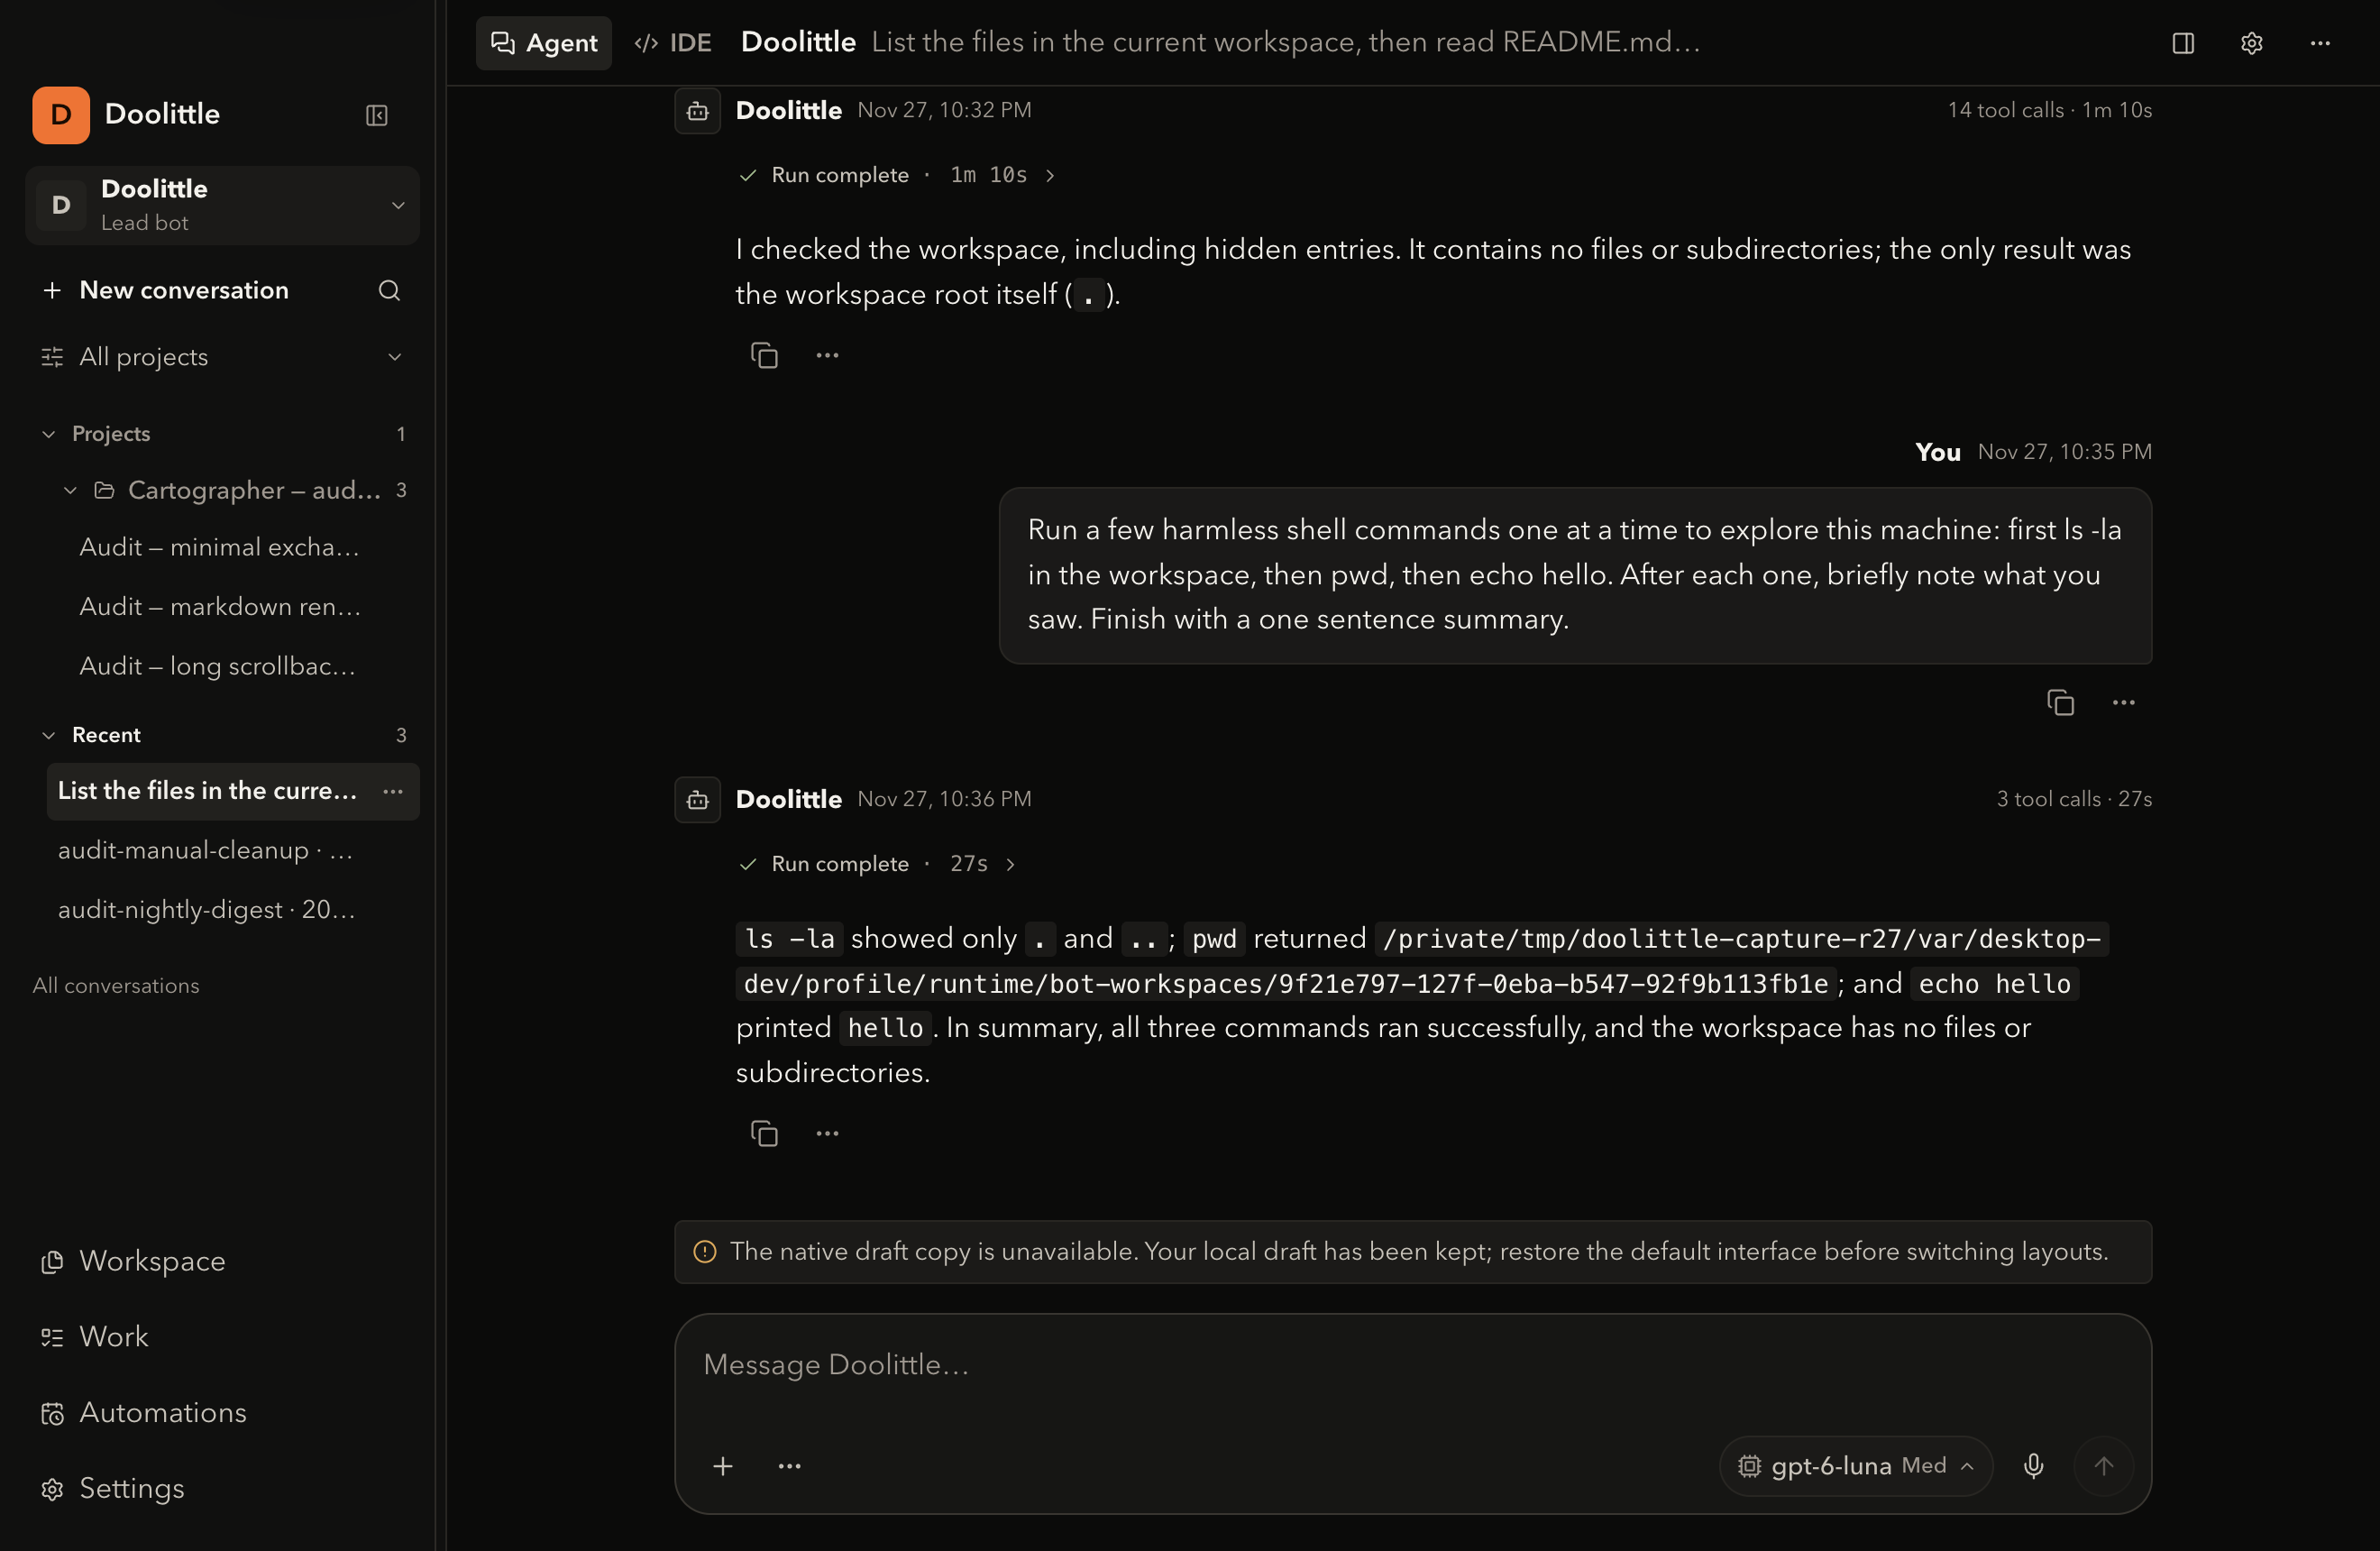 D Doolittle
D Doolittle
Lead bot
New conversation
All projects
Projects 1
Cartographer – aud... 3
Audit – minimal excha...
Audit – markdown ren...
Audit – long scrollbac...
Recent 3
List the files in the curre...
audit-manual-cleanup · ...
audit-nightly-digest · 20...
All conversations
Workspace
Work
Automations
Settings
Agent </> IDE Doolittle List the files in the current workspace, then read README.md...
Doolittle Nov 27, 10:32 PM 14 tool calls · 1m 10s
Run complete · 1m 10s
I checked the workspace, including hidden entries. It contains no files or subdirectories; the only result was
the workspace root itself ( . ).
You Nov 27, 10:35 PM
Run a few harmless shell commands one at a time to explore this machine: first ls -la
in the workspace, then pwd, then echo hello. After each one, briefly note what you
saw. Finish with a one sentence summary.
Doolittle Nov 27, 10:36 PM 3 tool calls · 27s
Run complete · 27s
ls -la showed only . and ..; pwd returned /private/tmp/doolittle-capture-r27/var/desktop-
dev/profile/runtime/bot-workspaces/9f21e797-127f-0eba-b547-92f9b113fb1e; and echo hello
printed hello. In summary, all three commands ran successfully, and the workspace has no files or
subdirectories.
The native draft copy is unavailable. Your local draft has been kept; restore the default interface before switching layouts.
Message Doolittle...
gpt-6-luna Med